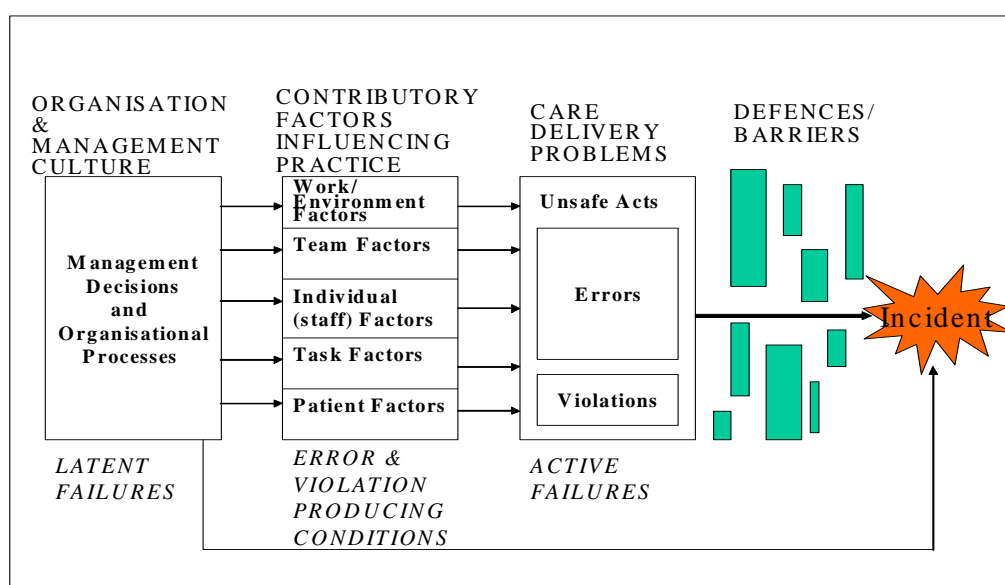 ORGANISATION
&
MANAGEMENT
CULTURE
Management
Decisions
and
Organisational
Processes
LATENT
FAILURES
CONTRIBUTORY
FACTORS
INFLUENCING
PRACTICE
Work/
Environment
Factors
Team Factors
Individual
(staff) Factors
Task Factors
Patient Factors
ERROR &
VIOLATION
PRODUCING
CONDITIONS
CARE
DELIVERY
PROBLEMS
Unsafe Acts
Errors
Violations
ACTIVE
FAILURES
DEFENCES/
BARRIERS
Incident